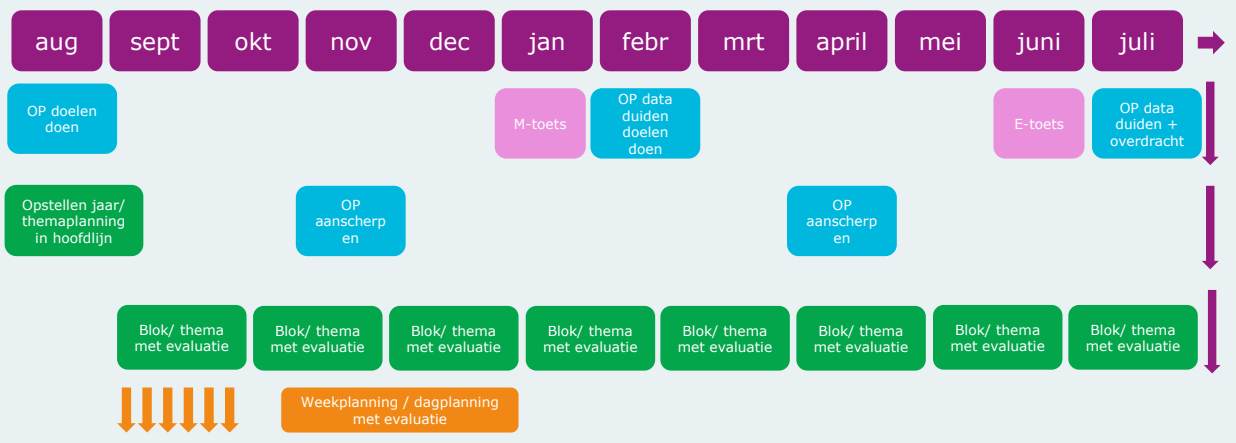 aug sept okt nov dec jan febr mrt april mei juni juli
OP doelen
doen
M-toets
OP data
duiden
doelen
doen
E-toets
OP data
duiden +
overdracht
Opstellen jaar/
themaplanning
in hoofdlijn
OP
aanscherp
en
OP
aanscherp
en
Blok/ thema
met evaluatie
Blok/ thema
met evaluatie
Blok/ thema
met evaluatie
Blok/ thema
met evaluatie
Blok/ thema
met evaluatie
Blok/ thema
met evaluatie
Blok/ thema
met evaluatie
Blok/ thema
met evaluatie
Weekplanning / dagplanning
met evaluatie